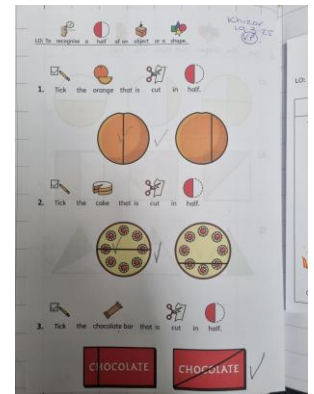 Khizar
LO: To recognise a half of an object or a shape.
1. Tick the orange that is cut in half.
2. Tick the cake that is cut in half.
3. Tick the chocolate bar that is cut in half.
CHOCOLATE
CHOCOLATE
LO: